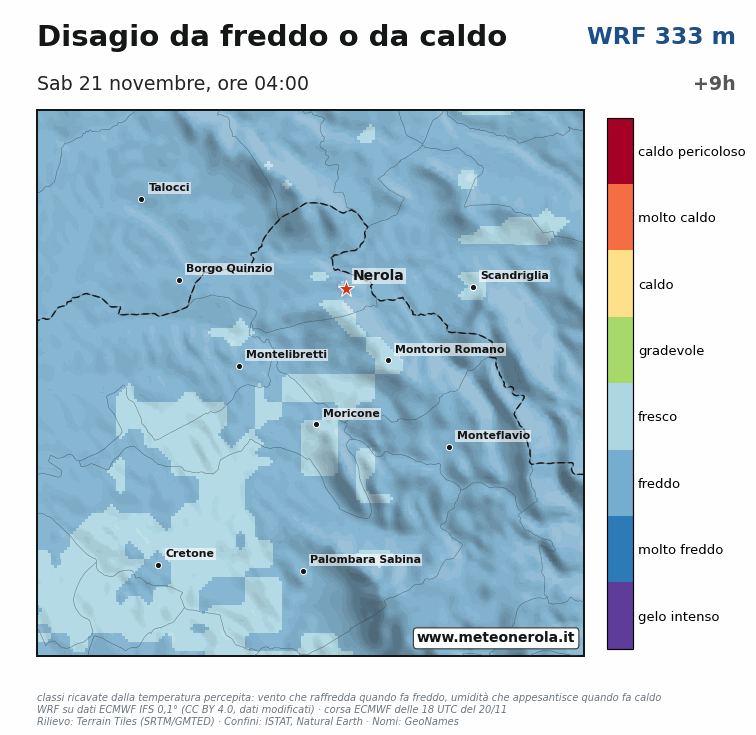 Disagio da freddo o da caldo
WRF 333 m
Sab 21 novembre, ore 04:00
+9h
Talocci
Borgo Quinzio
Nerola
Scandriglia
Montelibretti
Montorio Romano
Moricone
Monteflavio
Cretone
Palombara Sabina
www.meteonerola.it
caldo pericoloso
molto caldo
caldo
gradevole
fresco
freddo
molto freddo
gelo intenso
classi ricavate dalla temperatura percepita: vento che raffredda quando fa freddo, umidità che appesantisce quando fa caldo
WRF su dati ECMWF IFS 0,1° (CC BY 4.0, dati modificati) · corsa ECMWF delle 18 UTC del 20/11
Rilievo: Terrain Tiles (SRTM/GMTED) · Confini: ISTAT, Natural Earth · Nomi: GeoNames